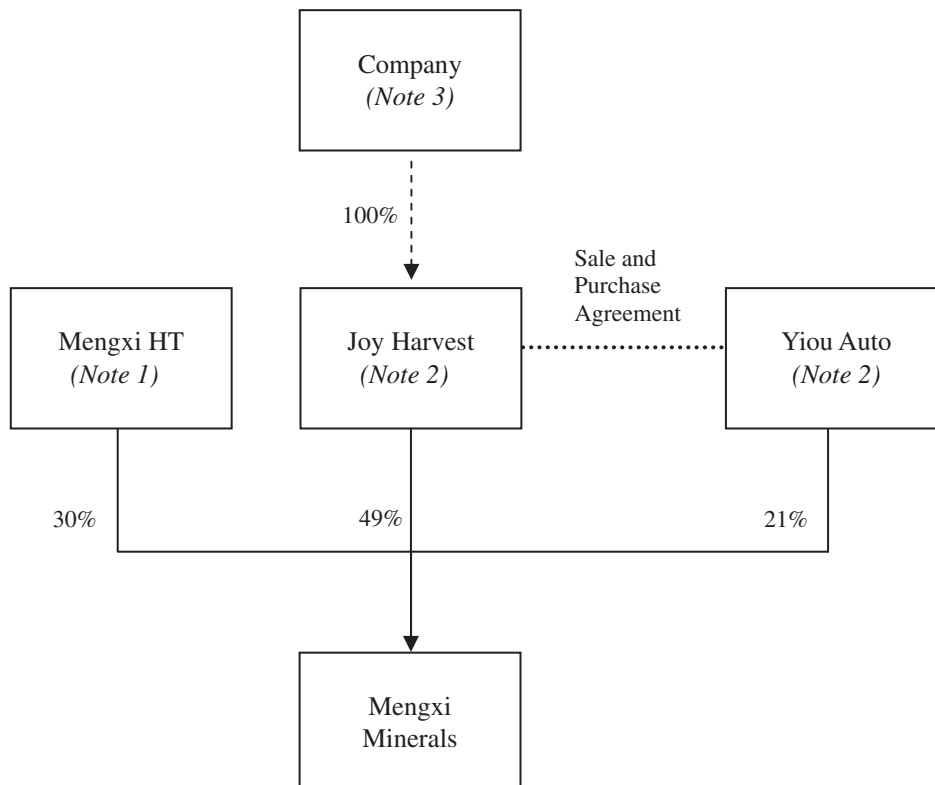 Company
(Note 3)
100%
Sale and
Purchase
Agreement
Mengxi HT
(Note 1)
Joy Harvest
(Note 2)
Yiou Auto
(Note 2)
30%
49%
21%
Mengxi
Minerals